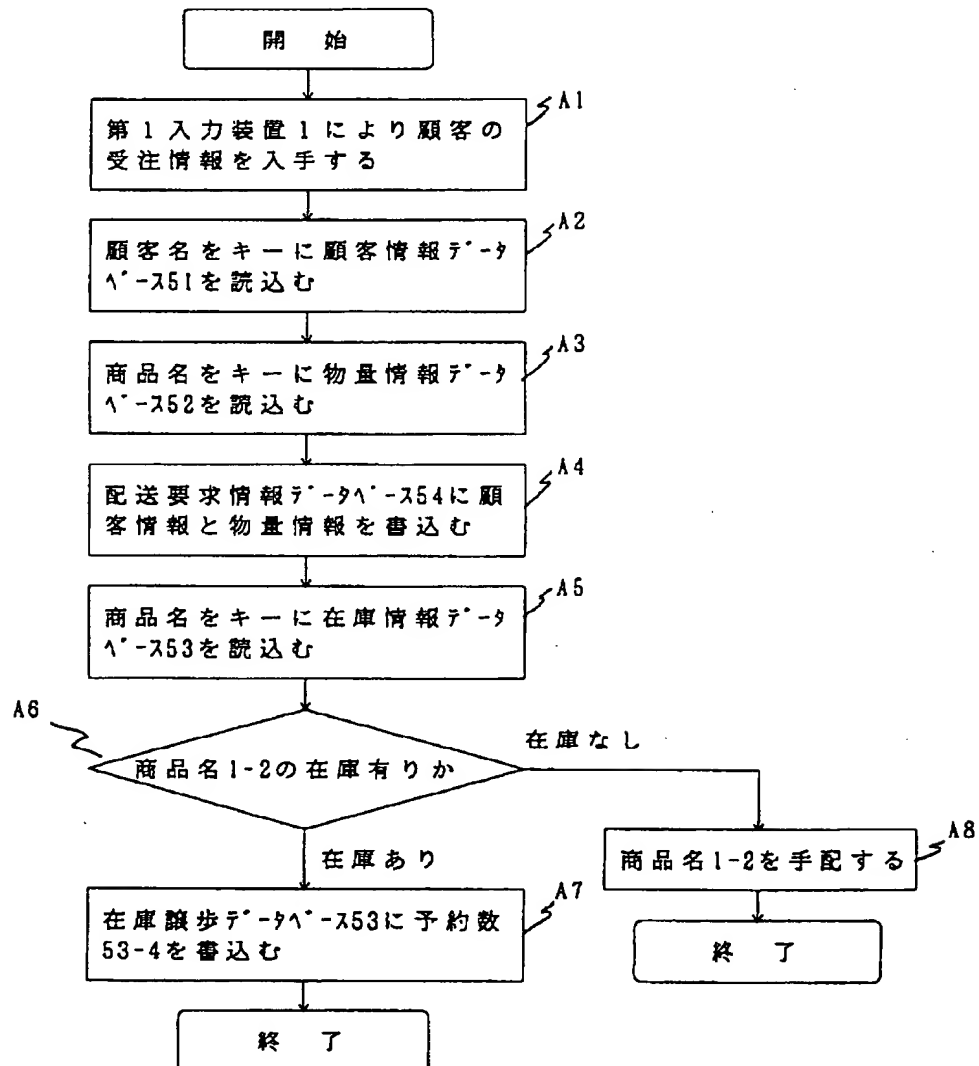 開 始
A1
第1入力装置1により顧客の
受注情報を入手する
A2
顧客名をキーに顧客情報ﾃﾞｰﾀ
ﾍﾞｰｽ51を読込む
A3
商品名をキーに物量情報ﾃﾞｰﾀ
ﾍﾞｰｽ52を読込む
A4
配送要求情報ﾃﾞｰﾀﾍﾞｰｽ54に顧
客情報と物量情報を書込む
A5
商品名をキーに在庫情報ﾃﾞｰﾀ
ﾍﾞｰｽ53を読込む
A6
商品名1-2の在庫有りか
在庫なし
在庫あり
A8
商品名1-2を手配する
終 了
A7
在庫譲歩ﾃﾞｰﾀﾍﾞｰｽ53に予約数
53-4を書込む
終 了